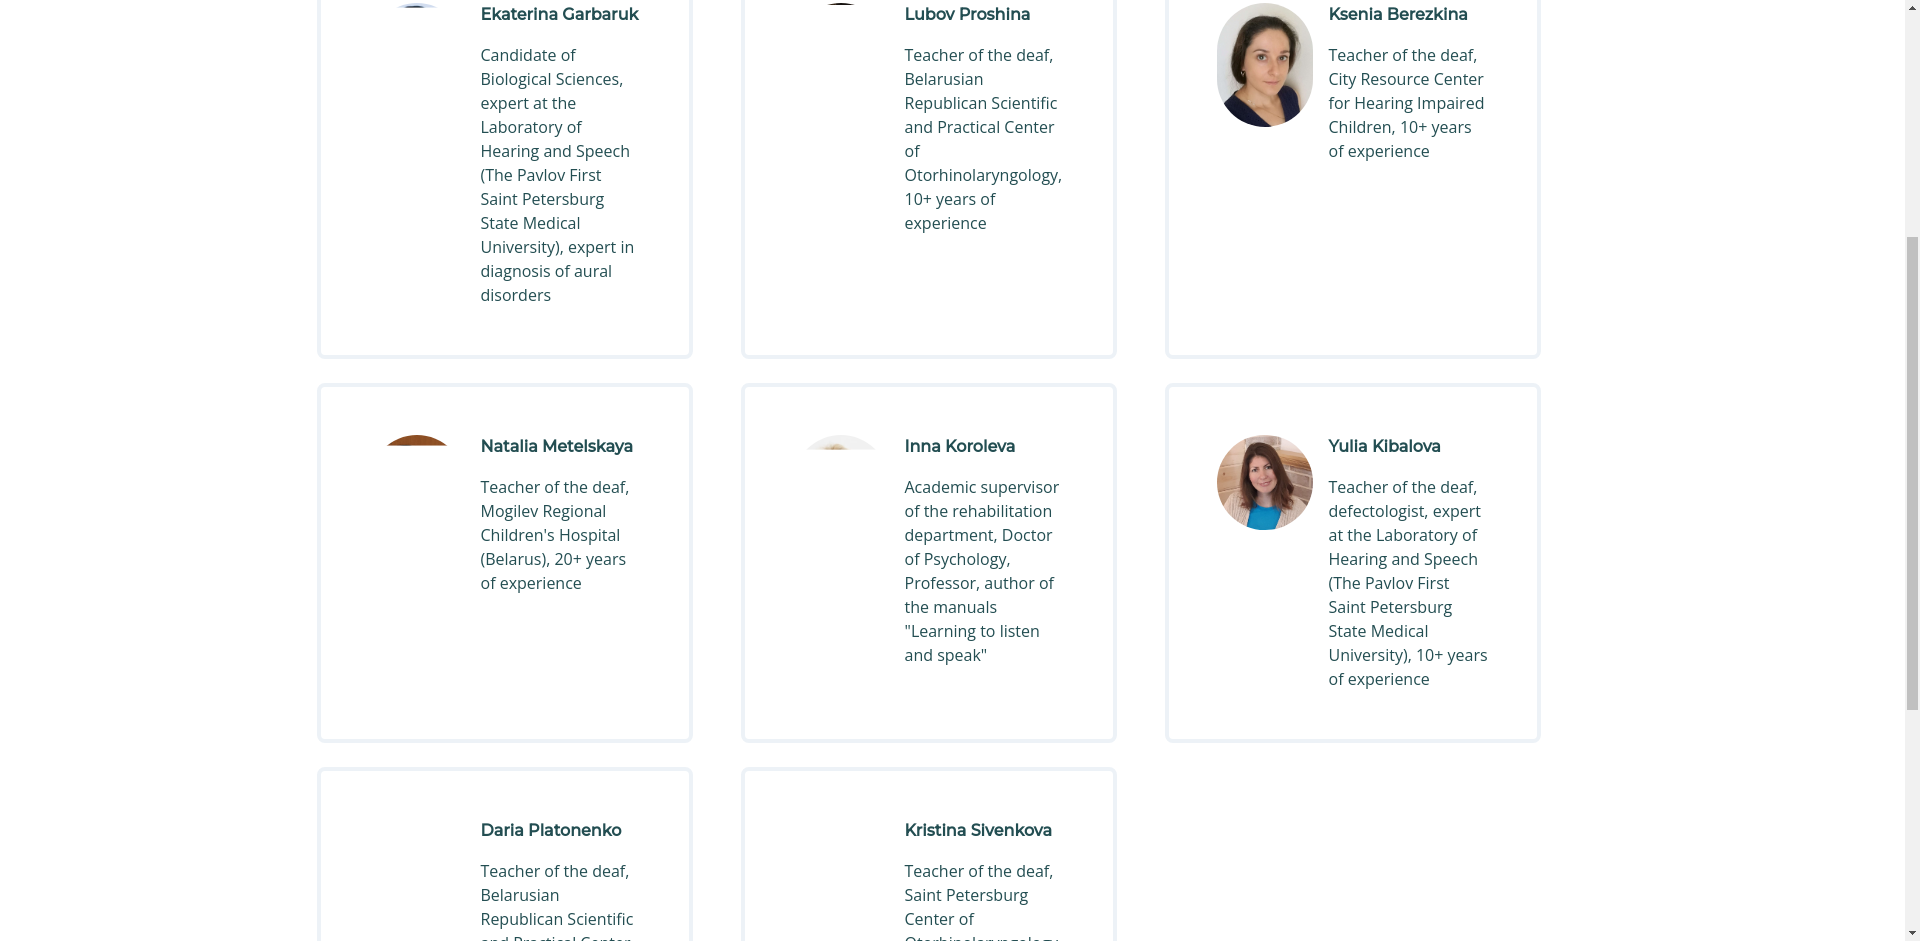 Ekaterina Garbaruk
Candidate of
Biological Sciences,
expert at the
Laboratory of
Hearing and Speech
(The Pavlov First
Saint Petersburg
State Medical
University), expert in
diagnosis of aural
disorders
Lubov Proshina
Teacher of the deaf,
Belarusian
Republican Scientific
and Practical Center
of
Otorhinolaryngology,
10+ years of
experience
Ksenia Berezkina
Teacher of the deaf,
City Resource Center
for Hearing Impaired
Children, 10+ years
of experience
Natalia Metelskaya
Teacher of the deaf,
Mogilev Regional
Children's Hospital
(Belarus), 20+ years
of experience
Inna Koroleva
Academic supervisor
of the rehabilitation
department, Doctor
of Psychology,
Professor, author of
the manuals
"Learning to listen
and speak"
Yulia Kibalova
Teacher of the deaf,
defectologist, expert
at the Laboratory of
Hearing and Speech
(The Pavlov First
Saint Petersburg
State Medical
University), 10+ years
of experience
Daria Platonenko
Teacher of the deaf,
Belarusian
Republican Scientific
and Practical Center
Kristina Sivenkova
Teacher of the deaf,
Saint Petersburg
Center of
Otorhinolaryngology